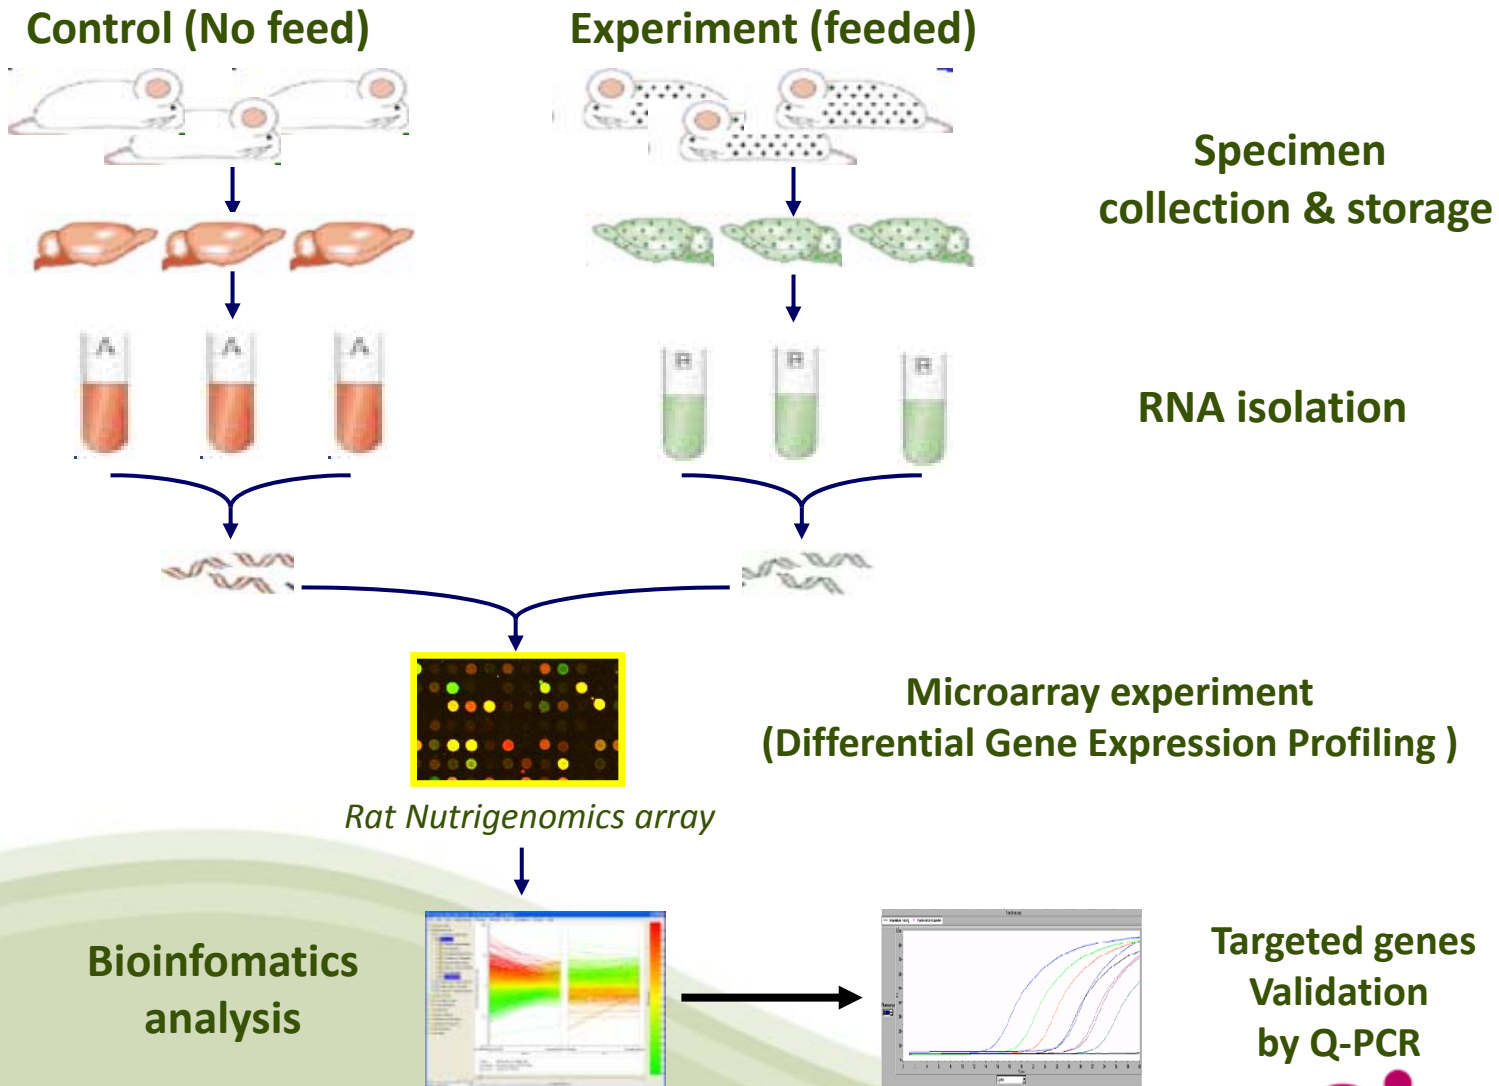 Control (No feed)
Experiment (feeded)
Specimen
collection & storage
A A A
B B B
RNA isolation
Microarray experiment
(Differential Gene Expression Profiling )
Rat Nutrigenomics array
Bioinfomatics
analysis
Targeted genes
Validation
by Q-PCR